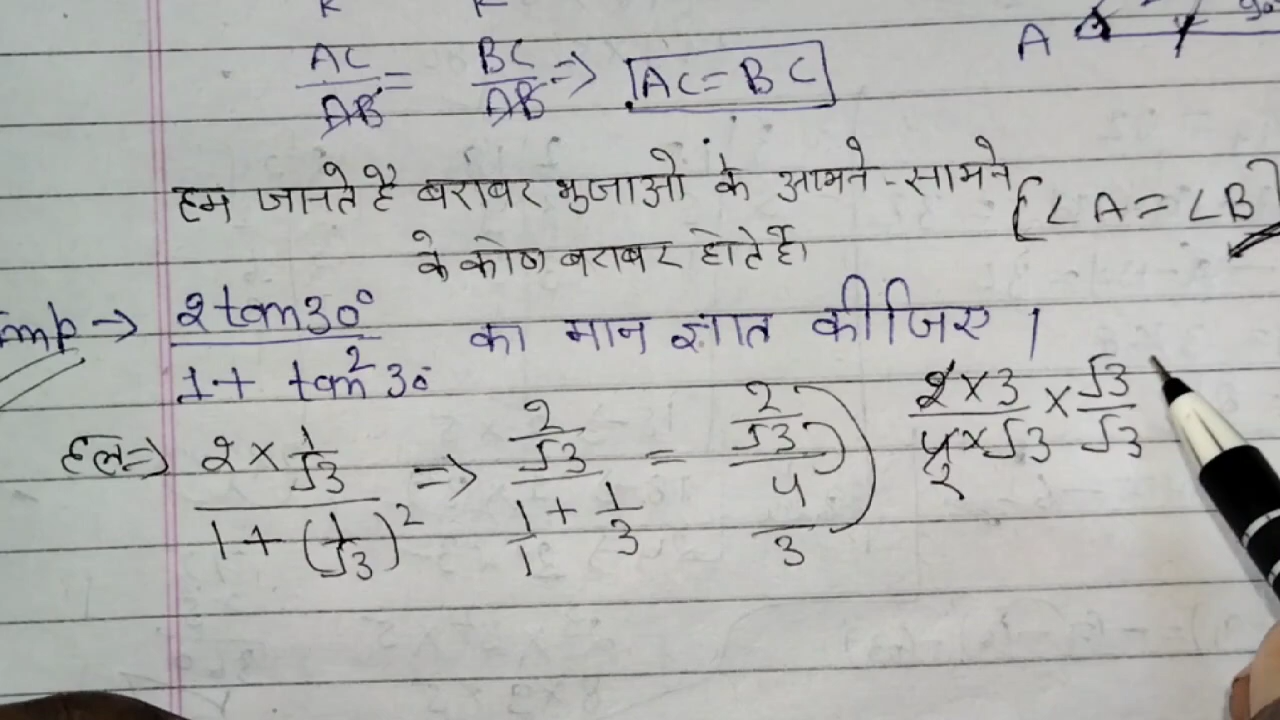 AC/AB = BC/AB => AC = BC
A
हम जानते है बराबर भुजाओ के आमने-सामने {∠A = ∠B}
के कोण बराबर होते है।
imp → 2tan30°/1+ tan²30° का मान ज्ञात कीजिए।
हल => 2×1/√3 / 1+(1/√3)² => 2/√3 / 1/1 + 1/3 = 2/√3 / 4/3 ) 2×3/4×√3 × √3/√3
2